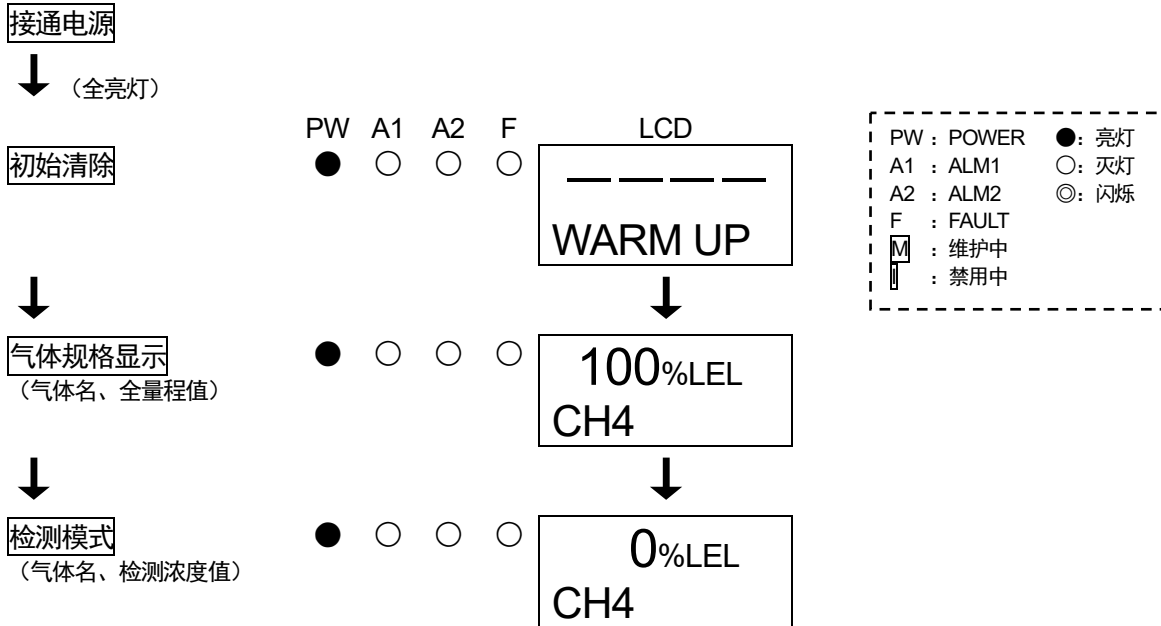 接通电源
（全亮灯）
PW A1 A2 F LCD
初始清除 ● ○ ○ ○ — — — —
WARM UP
PW : POWER ●: 亮灯
A1 : ALM1 ○: 灭灯
A2 : ALM2 ◎: 闪烁
F : FAULT
M : 维护中
I : 禁用中
气体规格显示 ● ○ ○ ○ 100%LEL
（气体名、全量程值）
CH4
检测模式 ● ○ ○ ○ 0%LEL
（气体名、检测浓度值）
CH4